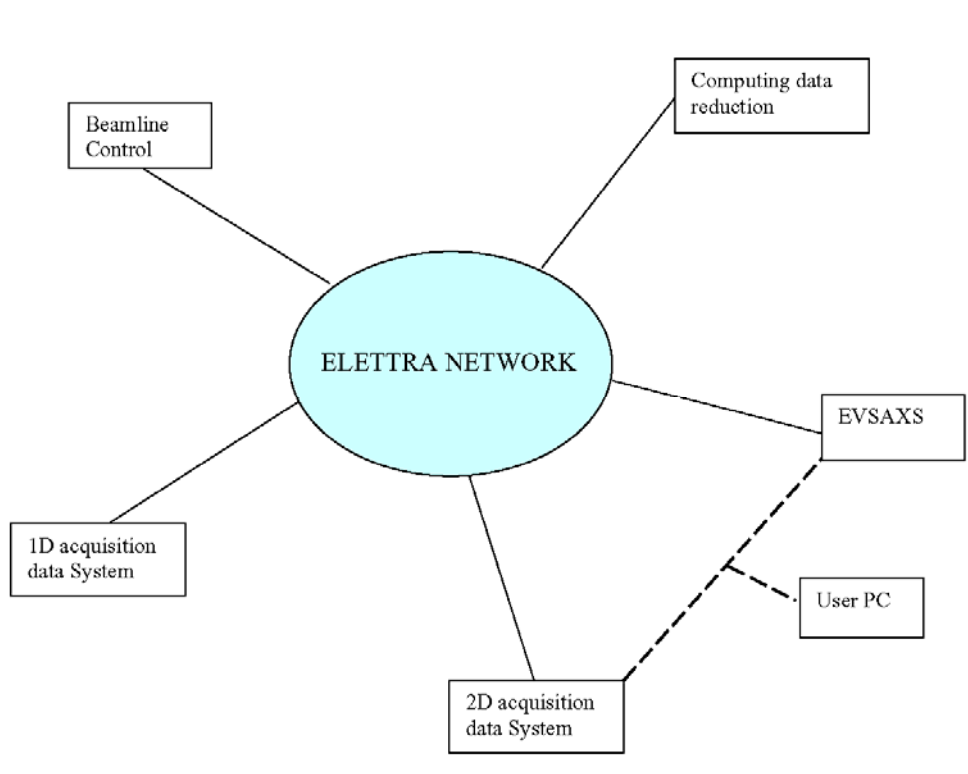 Computing data
reduction
Beamline
Control
ELETTRA NETWORK
EVSAXS
1D acquisition
data System
User PC
2D acquisition
data System